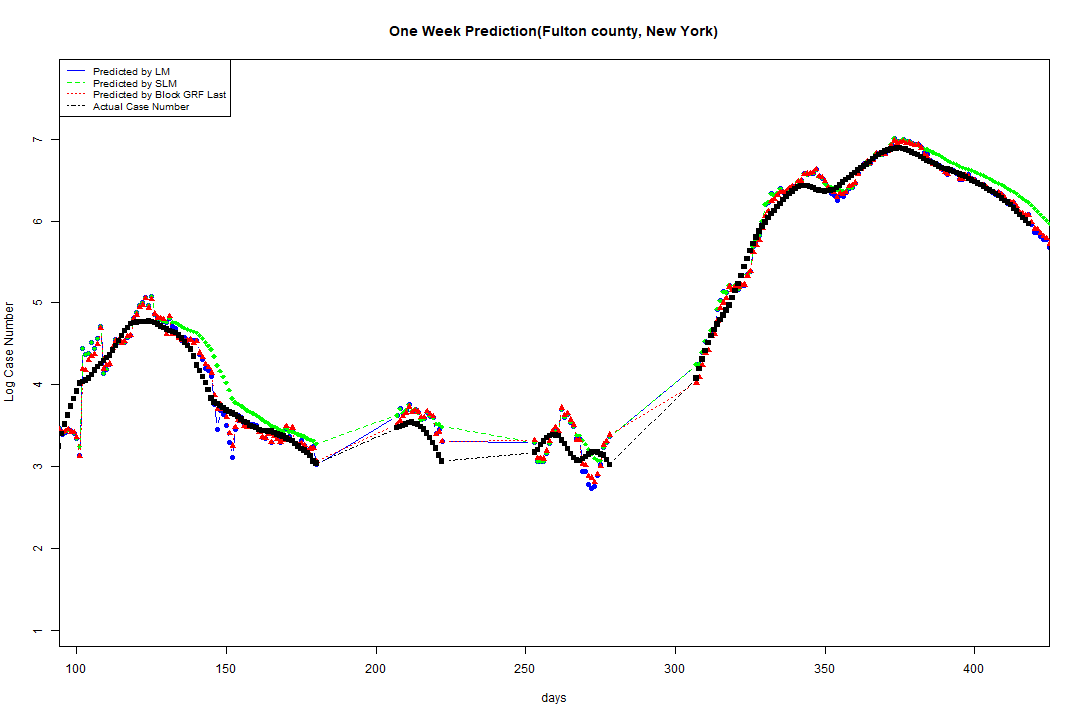 One Week Prediction(Fulton county, New York)
Predicted by LM
Predicted by SLM
Predicted by Block GRF Last
Actual Case Number
7
6
5
4
3
2
1
Log Case Number
100 150 200 250 300 350 400
days